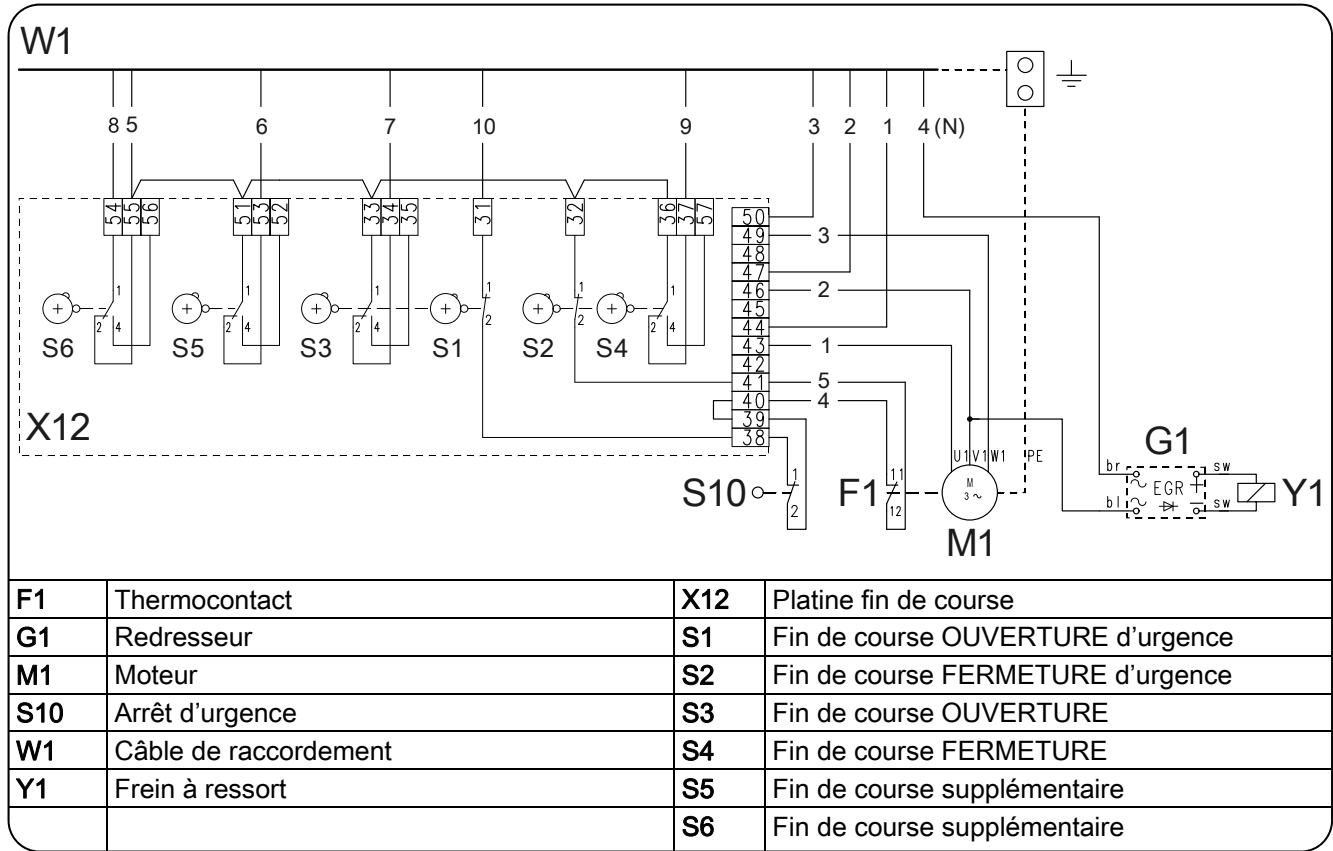 W1
8 5 6 7 10 9 3 2 1 4 (N)
54 55 56 51 53 52 33 34 35 31 32 36 37 57
50
49 3
48
47
46 2
45
44
43 1
42
41 5
40 4
39
38
1 1 1 1 1 1
2 4 2 4 2 4 2 2 2 4
S6 S5 S3 S1 S2 S4
X12
U1 V1 W1 PE
G1
br sw
EGR
bl sw
Y1
S10 1 2
F1 11 12
M 3 ~
M1
F1 Thermocontact X12 Platine fin de course
G1 Redresseur S1 Fin de course OUVERTURE d'urgence
M1 Moteur S2 Fin de course FERMETURE d'urgence
S10 Arrêt d'urgence S3 Fin de course OUVERTURE
W1 Câble de raccordement S4 Fin de course FERMETURE
Y1 Frein à ressort S5 Fin de course supplémentaire
S6 Fin de course supplémentaire